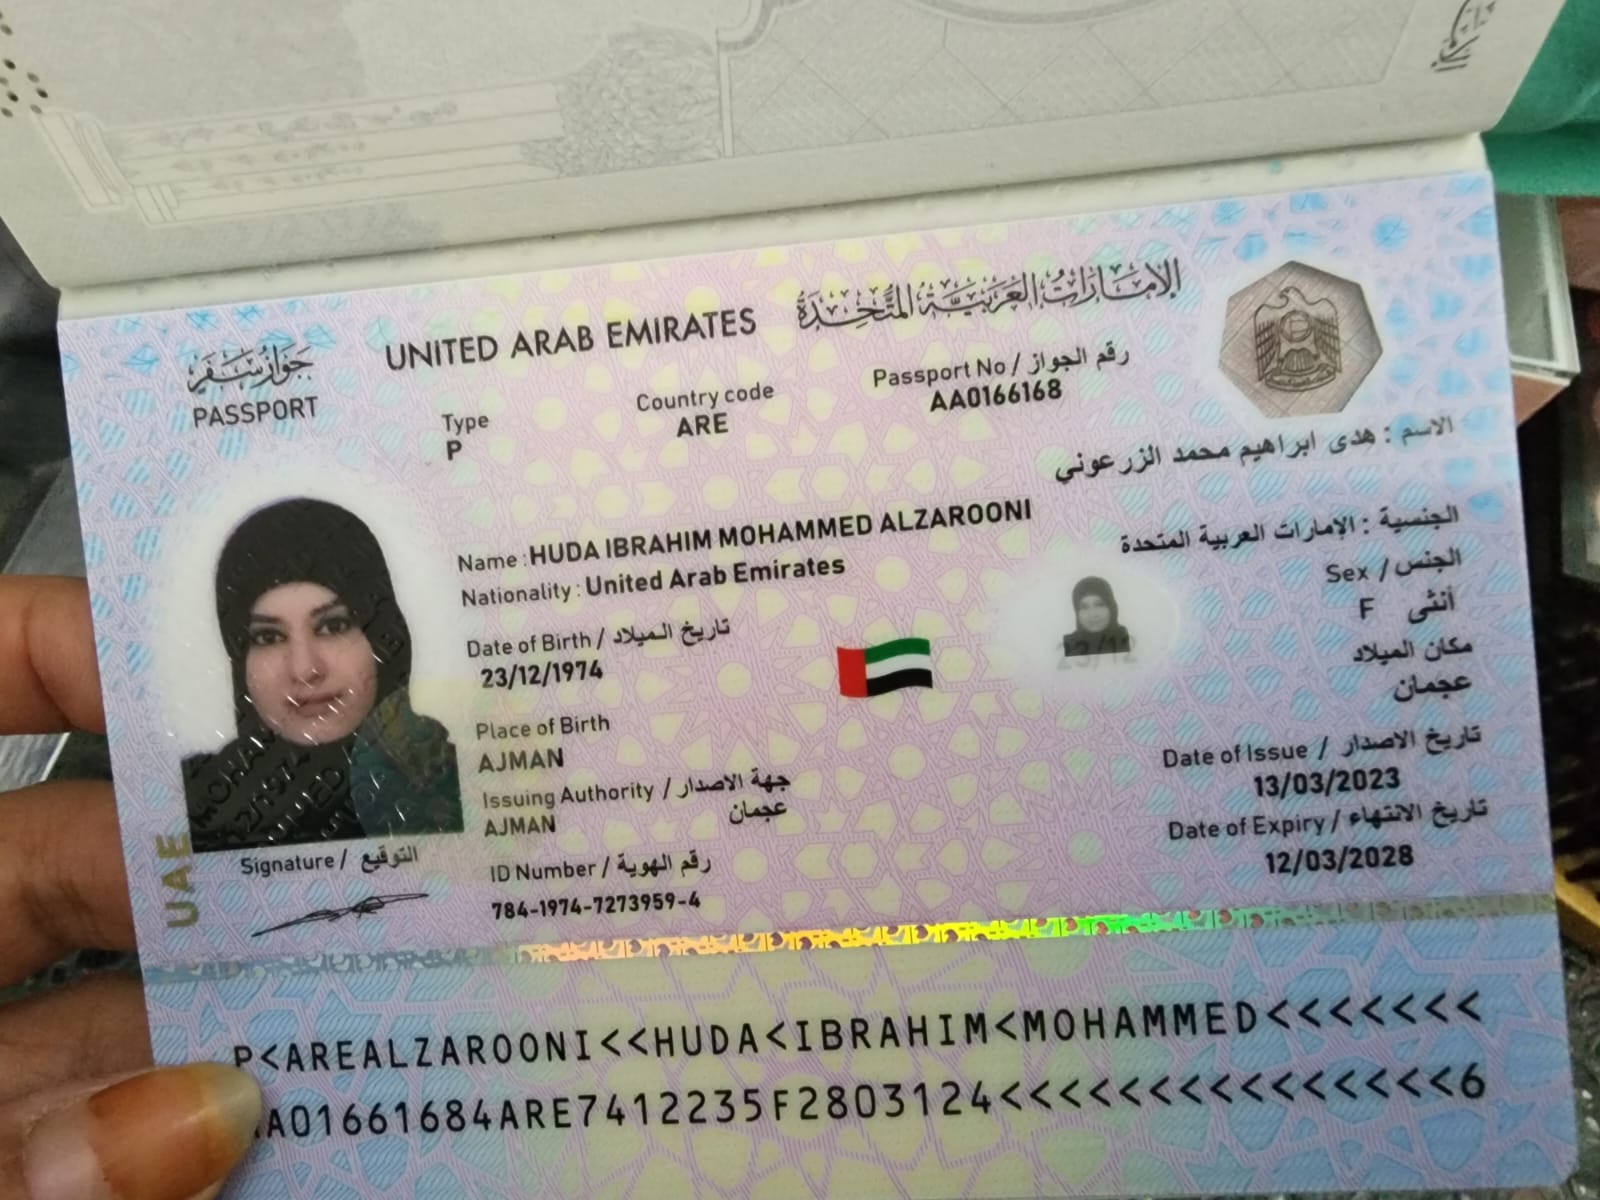 الإمارات
UNITED ARAB EMIRATES الإمارات العربية المتحدة
جواز سفر
PASSPORT
Type
P
Country code
ARE
Passport No / رقم الجواز
AA0166168
الاسم : هدى ابراهيم محمد الزرعوني
Name : HUDA IBRAHIM MOHAMMED ALZAROONI
الجنسية : الإمارات العربية المتحدة
Nationality : United Arab Emirates
Sex / الجنس
F أنثى
Date of Birth / تاريخ الميلاد
23/12/1974
مكان الميلاد
عجمان
Place of Birth
AJMAN
23/12
Date of Issue / تاريخ الاصدار
13/03/2023
Issuing Authority / جهة الاصدار
AJMAN عجمان
Date of Expiry / تاريخ الانتهاء
12/03/2028
ID Number / رقم الهوية
784-1974-7273959-4
UAE
Signature / التوقيع
P<AREALZAROONI<<HUDA<IBRAHIM<MOHAMMED<<<<<<<
A01661684ARE7412235F2803124<<<<<<<<<<<<<<<6